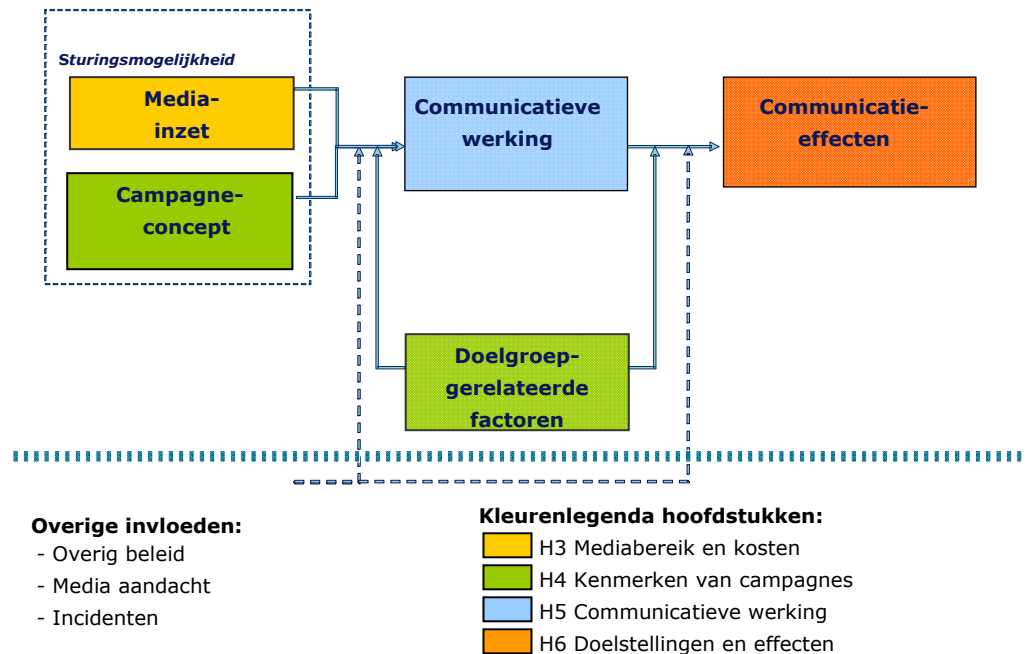 Sturingsmogelijkheid
Media-
inzet
Campagne-
concept
Communicatieve
werking
Communicatie-
effecten
Doelgroep-
gerelateerde
factoren
Overige invloeden:
- Overig beleid
- Media aandacht
- Incidenten
Kleurenlegenda hoofdstukken:
H3 Mediabereik en kosten
H4 Kenmerken van campagnes
H5 Communicatieve werking
H6 Doelstellingen en effecten